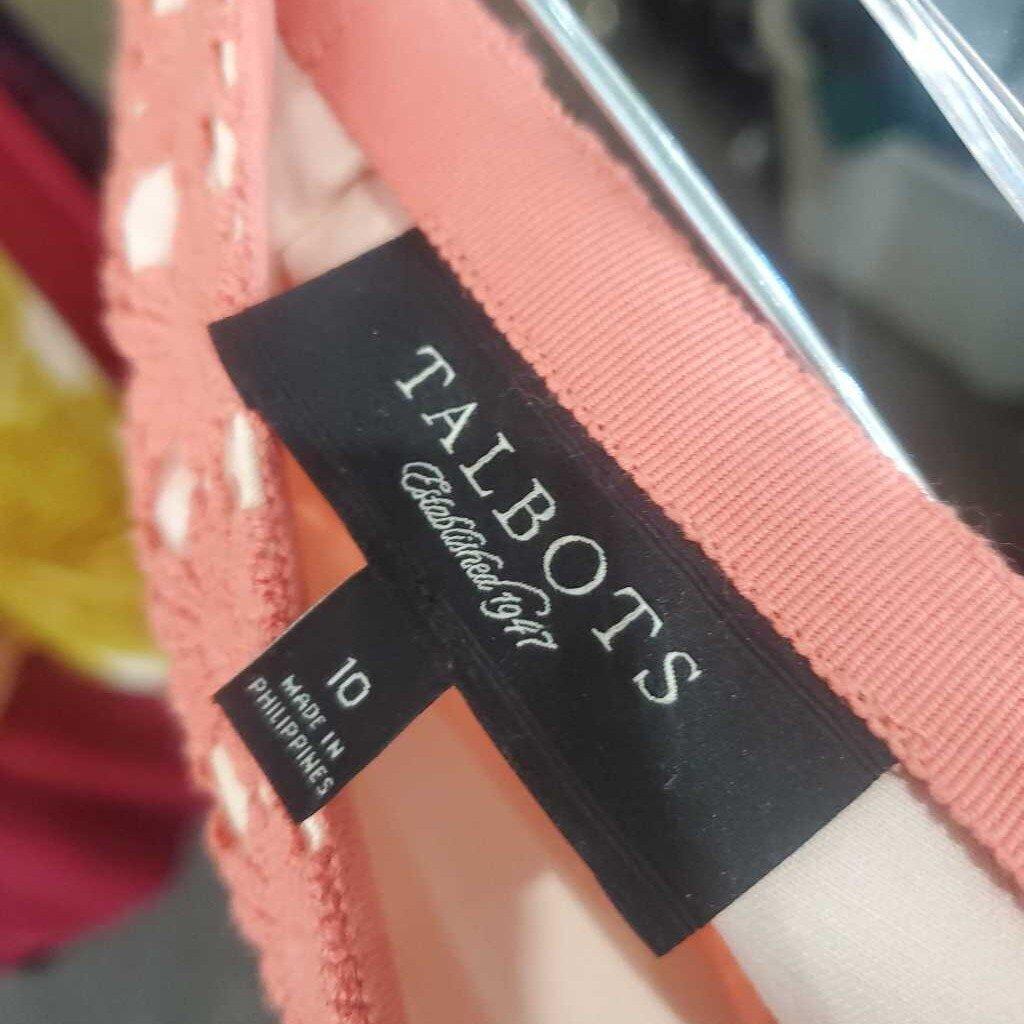 TALBOTS
Established 1947
10
MADE IN
PHILIPPINES